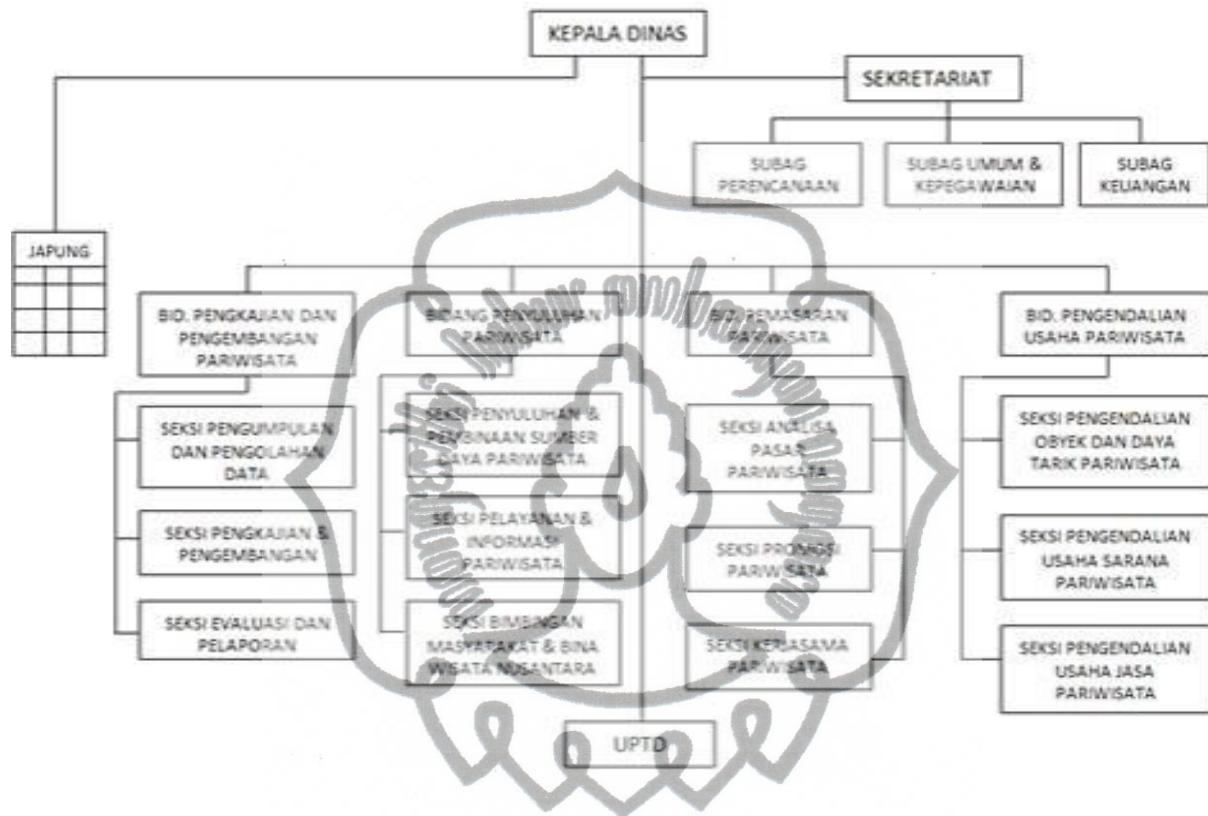 KEPALA DINAS
SEKRETARIAT
SUBAG
PERENCANAAN
SUBAG UMUM &
KEPEGAWAIAN
SUBAG
KEUANGAN
JAPUNG
BID. PENGKAJIAN DAN
PENGEMBANGAN
PARIWISATA
BIDANG PENYULUHAN
PARIWISATA
BID. PEMASARAN
PARIWISATA
BID. PENGENDALIAN
USAHA PARIWISATA
SEKSI PENGUMPULAN
DAN PENGOLAHAN
DATA
SEKSI PENGKAJIAN &
PENGEMBANGAN
SEKSI EVALUASI DAN
PELAPORAN
SEKSI PENYULUHAN &
PEMBINAAN SUMBER
DAYA PARIWISATA
SEKSI PELAYANAN &
INFORMASI
PARIWISATA
SEKSI BIMBINGAN
MASYARAKAT & BINA
WISATA NUSANTARA
SEKSI ANALISA
PASAR
PARIWISATA
SEKSI PROMOSI
PARIWISATA
SEKSI KERJASAMA
PARIWISATA
SEKSI PENGENDALIAN
OBYEK DAN DAYA
TARIK PARIWISATA
SEKSI PENGENDALIAN
USAHA SARANA
PARIWISATA
SEKSI PENGENDALIAN
USAHA JASA
PARIWISATA
UPTD